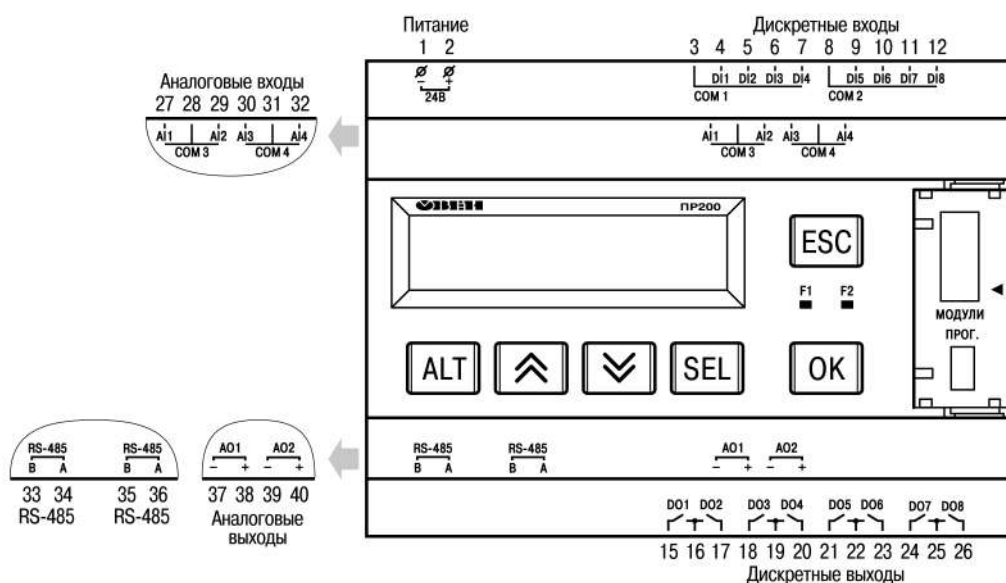 Питание
Дискретные входы
1 2
3 4 5 6 7 8 9 10 11 12
- +
24В
DI1 DI2 DI3 DI4 DI5 DI6 DI7 DI8
COM 1 COM 2
Аналоговые входы
27 28 29 30 31 32
AI1 AI2 AI3 AI4
COM 3 COM 4
AI1 AI2 AI3 AI4
COM 3 COM 4
ОВЕН ПР200
ESC
F1 F2
МОДУЛИ
ПРОГ.
ALT SEL OK
RS-485 RS-485 AO1 AO2
B A B A - + - +
33 34 35 36 37 38 39 40
RS-485 RS-485 Аналоговые
выходы
RS-485 RS-485 AO1 AO2
B A B A - + - +
DO1 DO2 DO3 DO4 DO5 DO6 DO7 DO8
15 16 17 18 19 20 21 22 23 24 25 26
Дискретные выходы